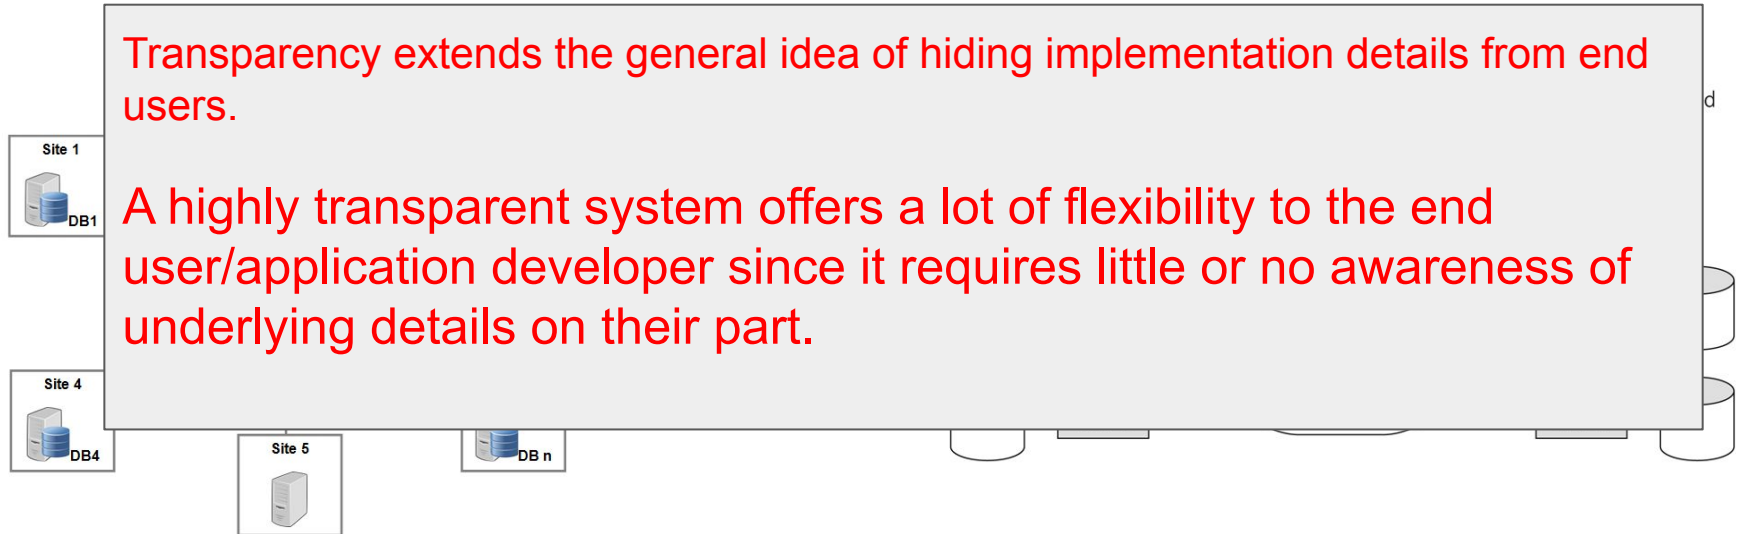 Transparency extends the general idea of hiding implementation details from end
users.
d
Site 1
DB1
A highly transparent system offers a lot of flexibility to the end
user/application developer since it requires little or no awareness of
underlying details on their part.
Site 4
DB4
Site 5
DB n